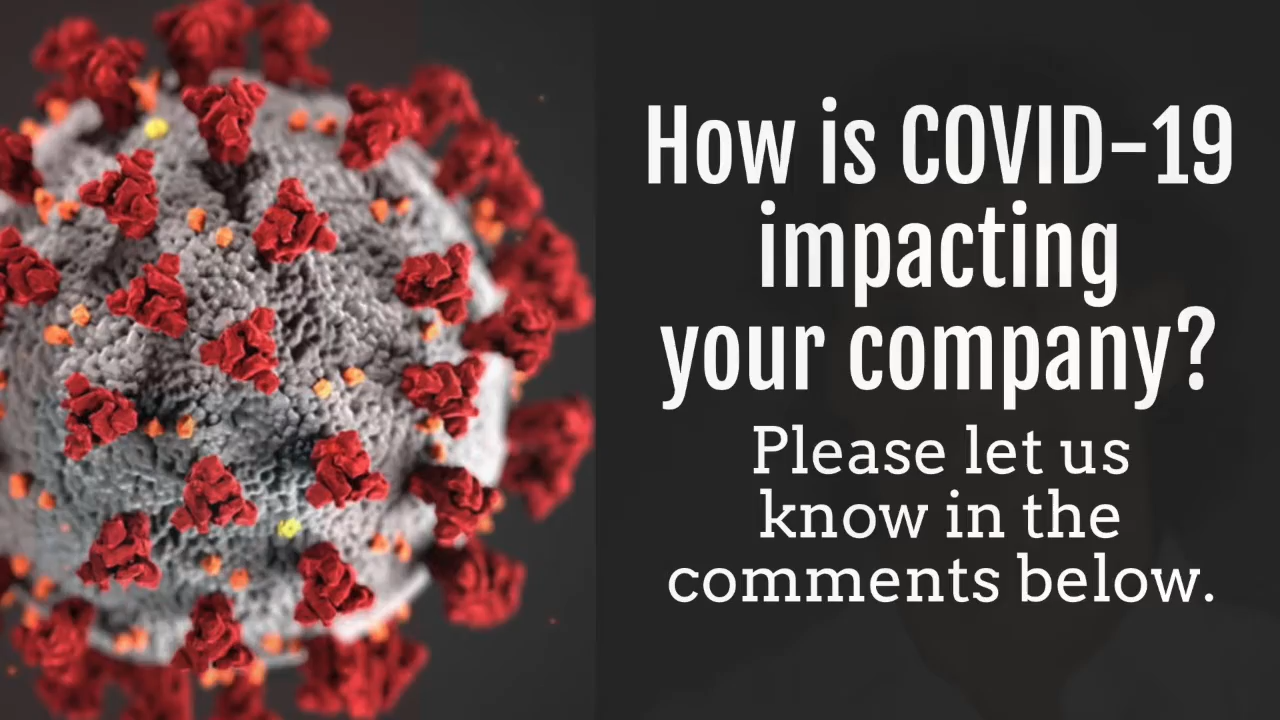 How is COVID-19
impacting
your company?
Please let us
know in the
comments below.